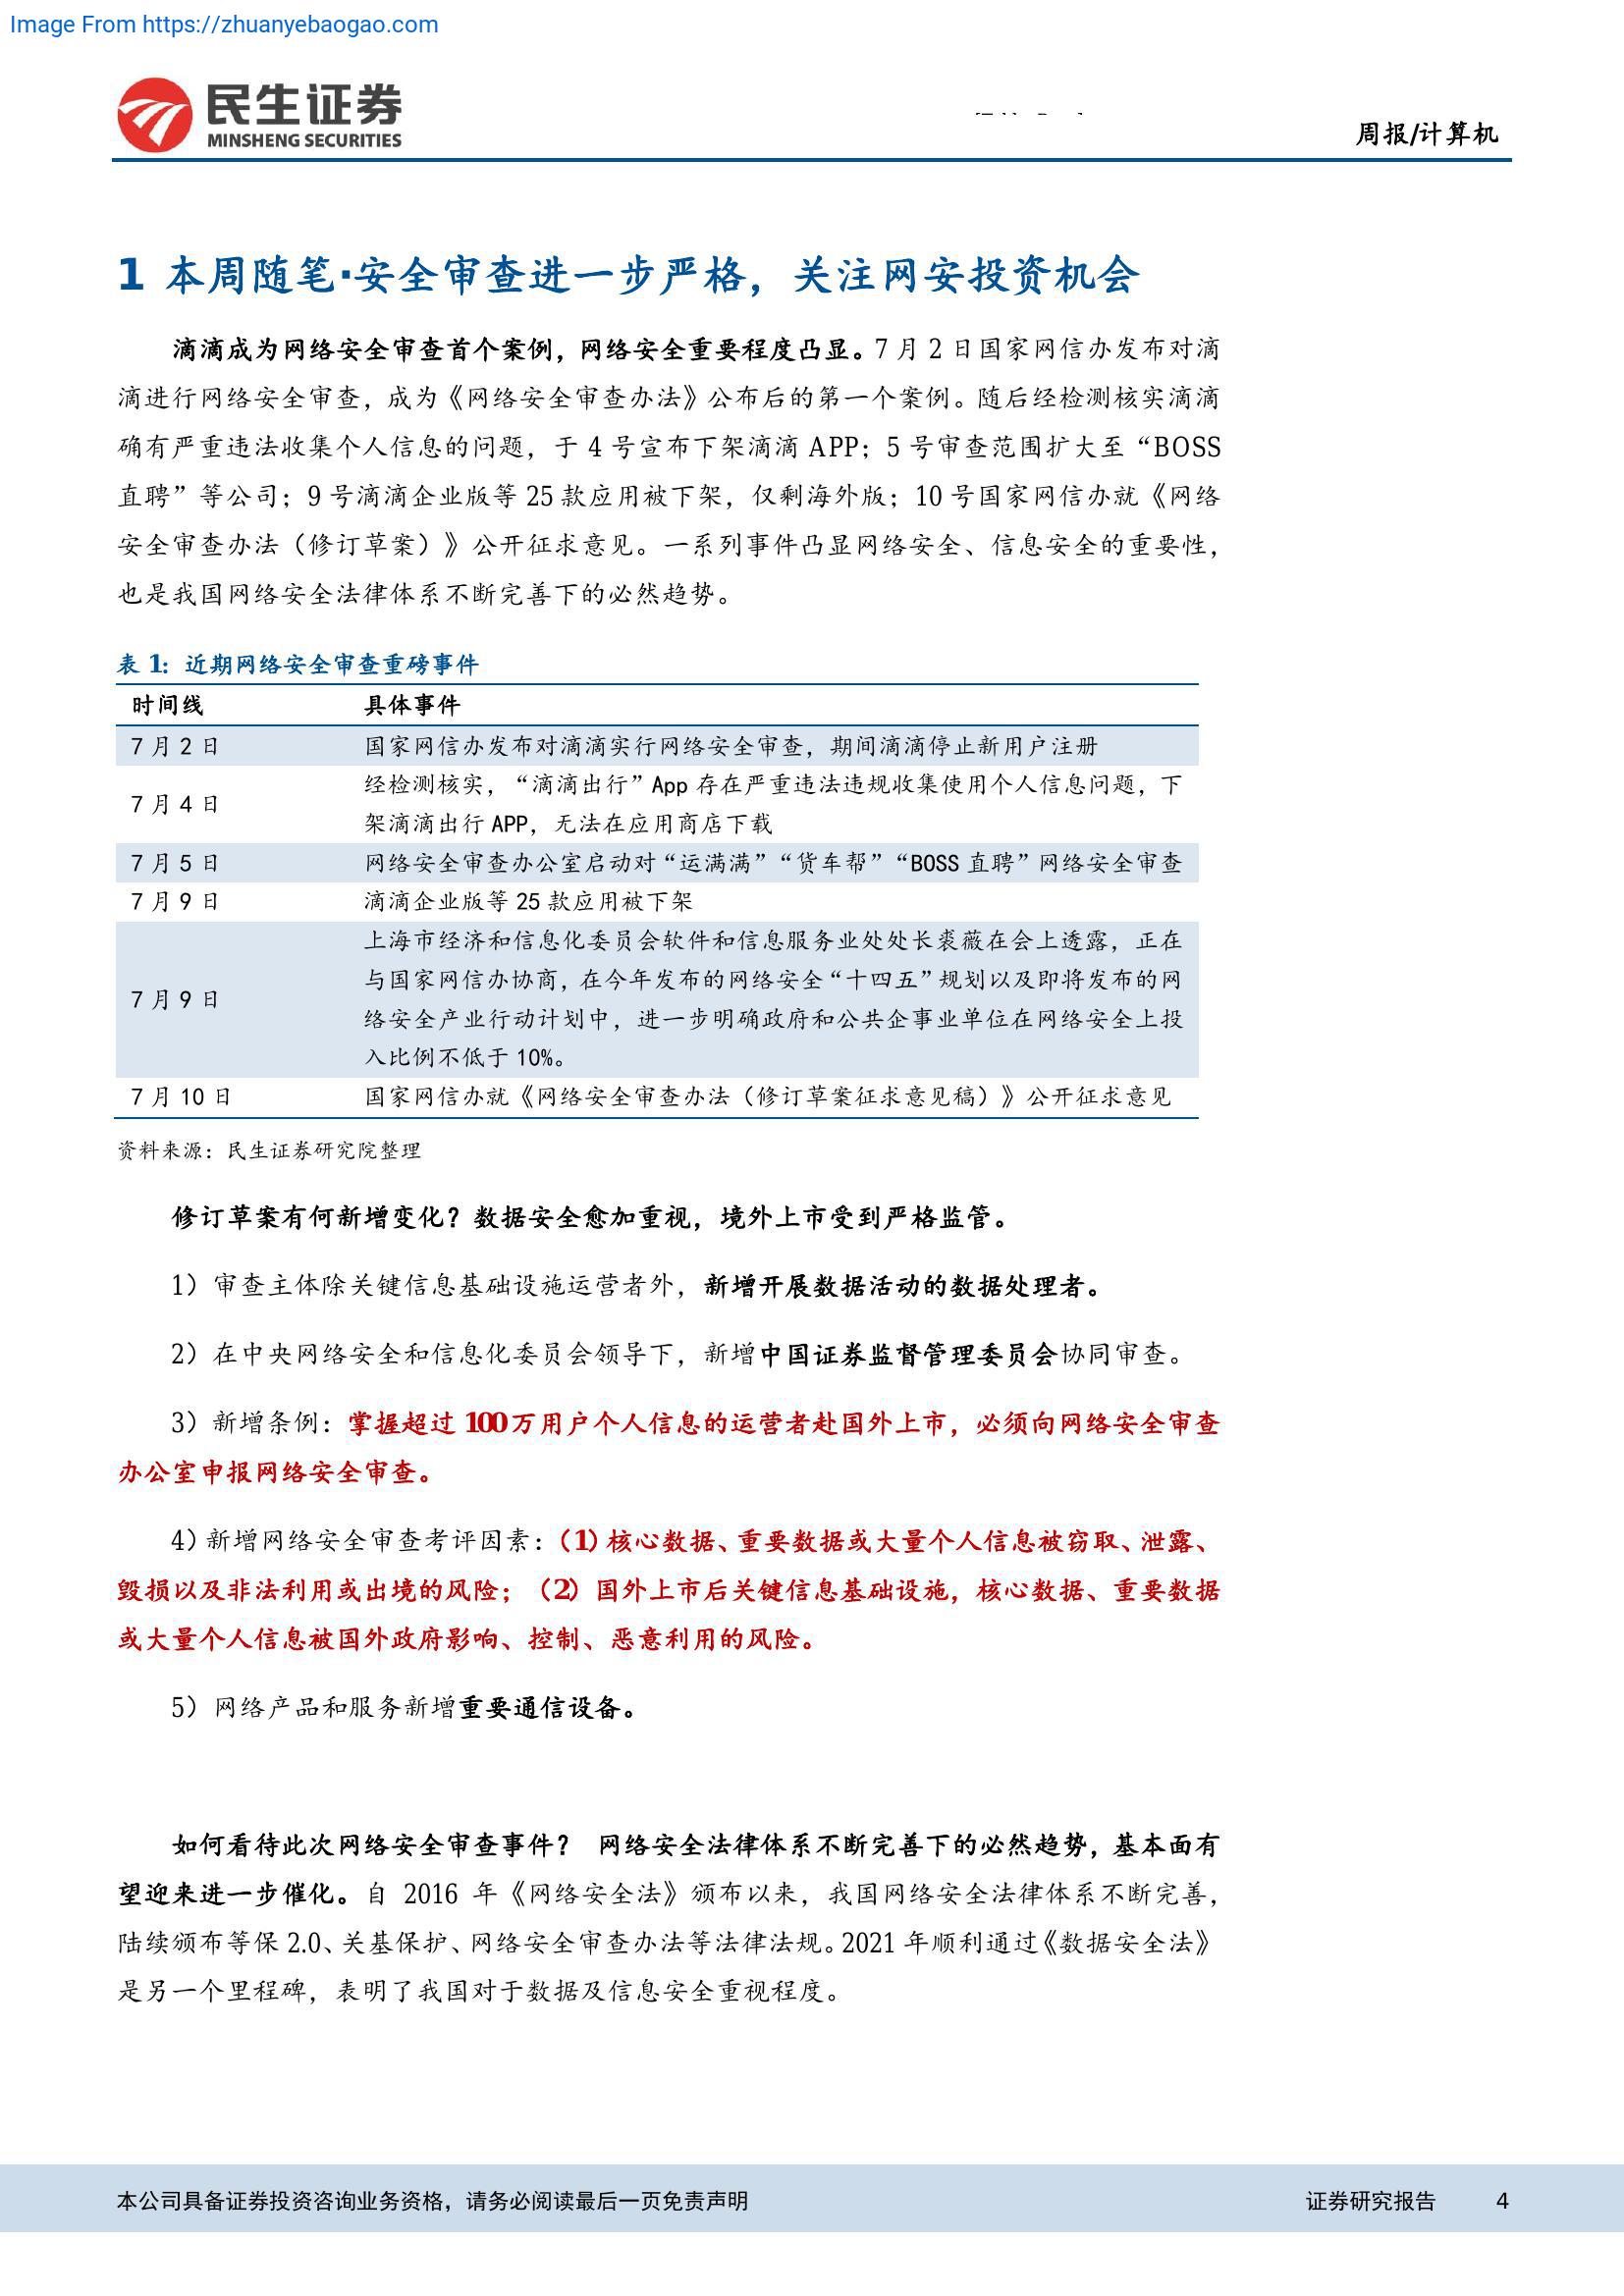 Image From https://zhuanyebaogao.com
民生证券
MINSHENG SECURITIES
周报/计算机
1 本周随笔·安全审查进一步严格，关注网安投资机会
滴滴成为网络安全审查首个案例，网络安全重要程度凸显。7 月 2 日国家网信办发布对滴
滴进行网络安全审查，成为《网络安全审查办法》公布后的第一个案例。随后经检测核实滴滴
确有严重违法收集个人信息的问题，于 4 号宣布下架滴滴 APP；5 号审查范围扩大至“BOSS
直聘”等公司；9 号滴滴企业版等 25 款应用被下架，仅剩海外版；10 号国家网信办就《网络
安全审查办法（修订草案）》公开征求意见。一系列事件凸显网络安全、信息安全的重要性，
也是我国网络安全法律体系不断完善下的必然趋势。
表 1：近期网络安全审查重磅事件
时间线 具体事件
7 月 2 日 国家网信办发布对滴滴实行网络安全审查，期间滴滴停止新用户注册
7 月 4 日 经检测核实，“滴滴出行”App 存在严重违法违规收集使用个人信息问题，下
架滴滴出行 APP，无法在应用商店下载
7 月 5 日 网络安全审查办公室启动对“运满满”“货车帮”“BOSS 直聘”网络安全审查
7 月 9 日 滴滴企业版等 25 款应用被下架
7 月 9 日 上海市经济和信息化委员会软件和信息服务业处处长裘薇在会上透露，正在
与国家网信办协商，在今年发布的网络安全“十四五”规划以及即将发布的网
络安全产业行动计划中，进一步明确政府和公共企事业单位在网络安全上投
入比例不低于 10%。
7 月 10 日 国家网信办就《网络安全审查办法（修订草案征求意见稿）》公开征求意见
资料来源：民生证券研究院整理
修订草案有何新增变化？数据安全愈加重视，境外上市受到严格监管。
1）审查主体除关键信息基础设施运营者外，新增开展数据活动的数据处理者。
2）在中央网络安全和信息化委员会领导下，新增中国证券监督管理委员会协同审查。
3）新增条例：掌握超过 100 万用户个人信息的运营者赴国外上市，必须向网络安全审查
办公室申报网络安全审查。
4）新增网络安全审查考评因素：（1）核心数据、重要数据或大量个人信息被窃取、泄露、
毁损以及非法利用或出境的风险；（2）国外上市后关键信息基础设施，核心数据、重要数据
或大量个人信息被国外政府影响、控制、恶意利用的风险。
5）网络产品和服务新增重要通信设备。
如何看待此次网络安全审查事件？ 网络安全法律体系不断完善下的必然趋势，基本面有
望迎来进一步催化。自 2016 年《网络安全法》颁布以来，我国网络安全法律体系不断完善，
陆续颁布等保 2.0、关基保护、网络安全审查办法等法律法规。2021 年顺利通过《数据安全法》
是另一个里程碑，表明了我国对于数据及信息安全重视程度。
本公司具备证券投资咨询业务资格，请务必阅读最后一页免责声明 证券研究报告 4